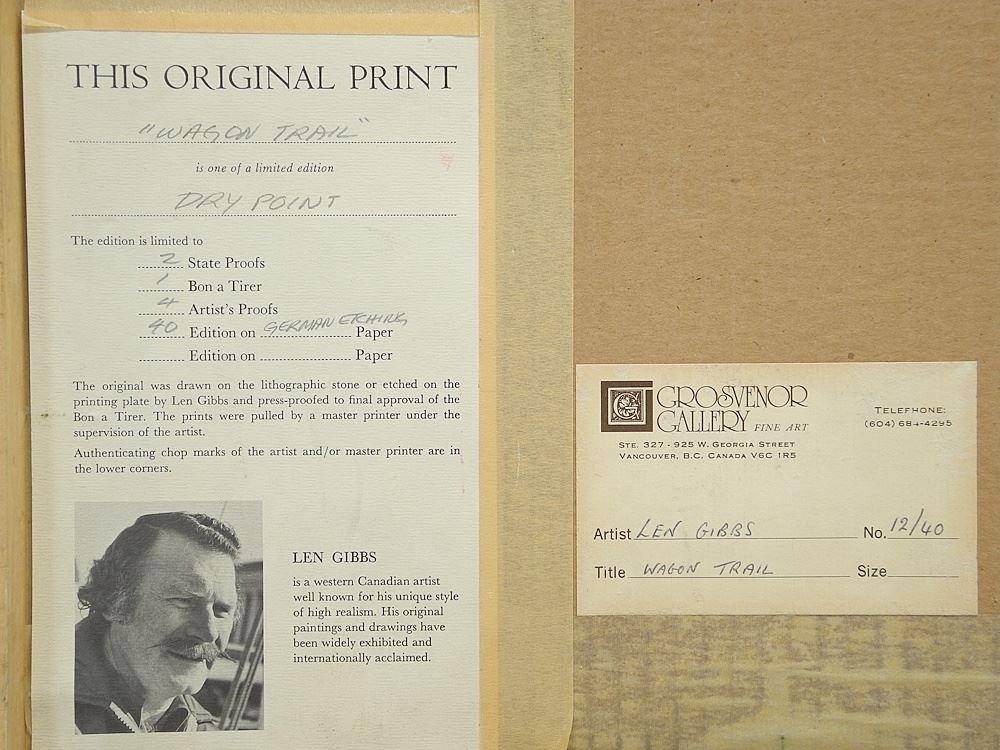 THIS ORIGINAL PRINT
"WAGON TRAIL"
is one of a limited edition
DRY POINT
The edition is limited to
2 State Proofs
1 Bon a Tirer
4 Artist's Proofs
40 Edition on GERMAN ETCHING Paper
Edition on Paper
The original was drawn on the lithographic stone or etched on the
printing plate by Len Gibbs and press-proofed to final approval of the
Bon a Tirer. The prints were pulled by a master printer under the
supervision of the artist.
Authenticating chop marks of the artist and/or master printer are in
the lower corners.
LEN GIBBS
is a western Canadian artist
well known for his unique style
of high realism. His original
paintings and drawings have
been widely exhibited and
internationally acclaimed.
G GROSVENOR
GALLERY FINE ART
STE. 327 - 925 W. GEORGIA STREET
VANCOUVER, B.C. CANADA V6C 1R5
TELEPHONE:
(604) 684-4295
Artist LEN GIBBS No. 12/40
Title WAGON TRAIL Size